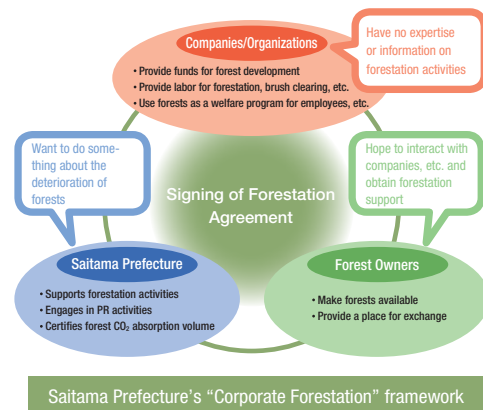 Companies/Organizations
• Provide funds for forest development
• Provide labor for forestation, brush clearing, etc.
• Use forests as a welfare program for employees, etc.
Have no expertise
or information on
forestation activities
Want to do some-
thing about the
deterioration of
forests
Signing of Forestation
Agreement
Hope to interact with
companies, etc. and
obtain forestation
support
Saitama Prefecture
• Supports forestation activities
• Engages in PR activities
• Certifies forest CO₂ absorption volume
Forest Owners
• Make forests available
• Provide a place for exchange
Saitama Prefecture's “Corporate Forestation” framework